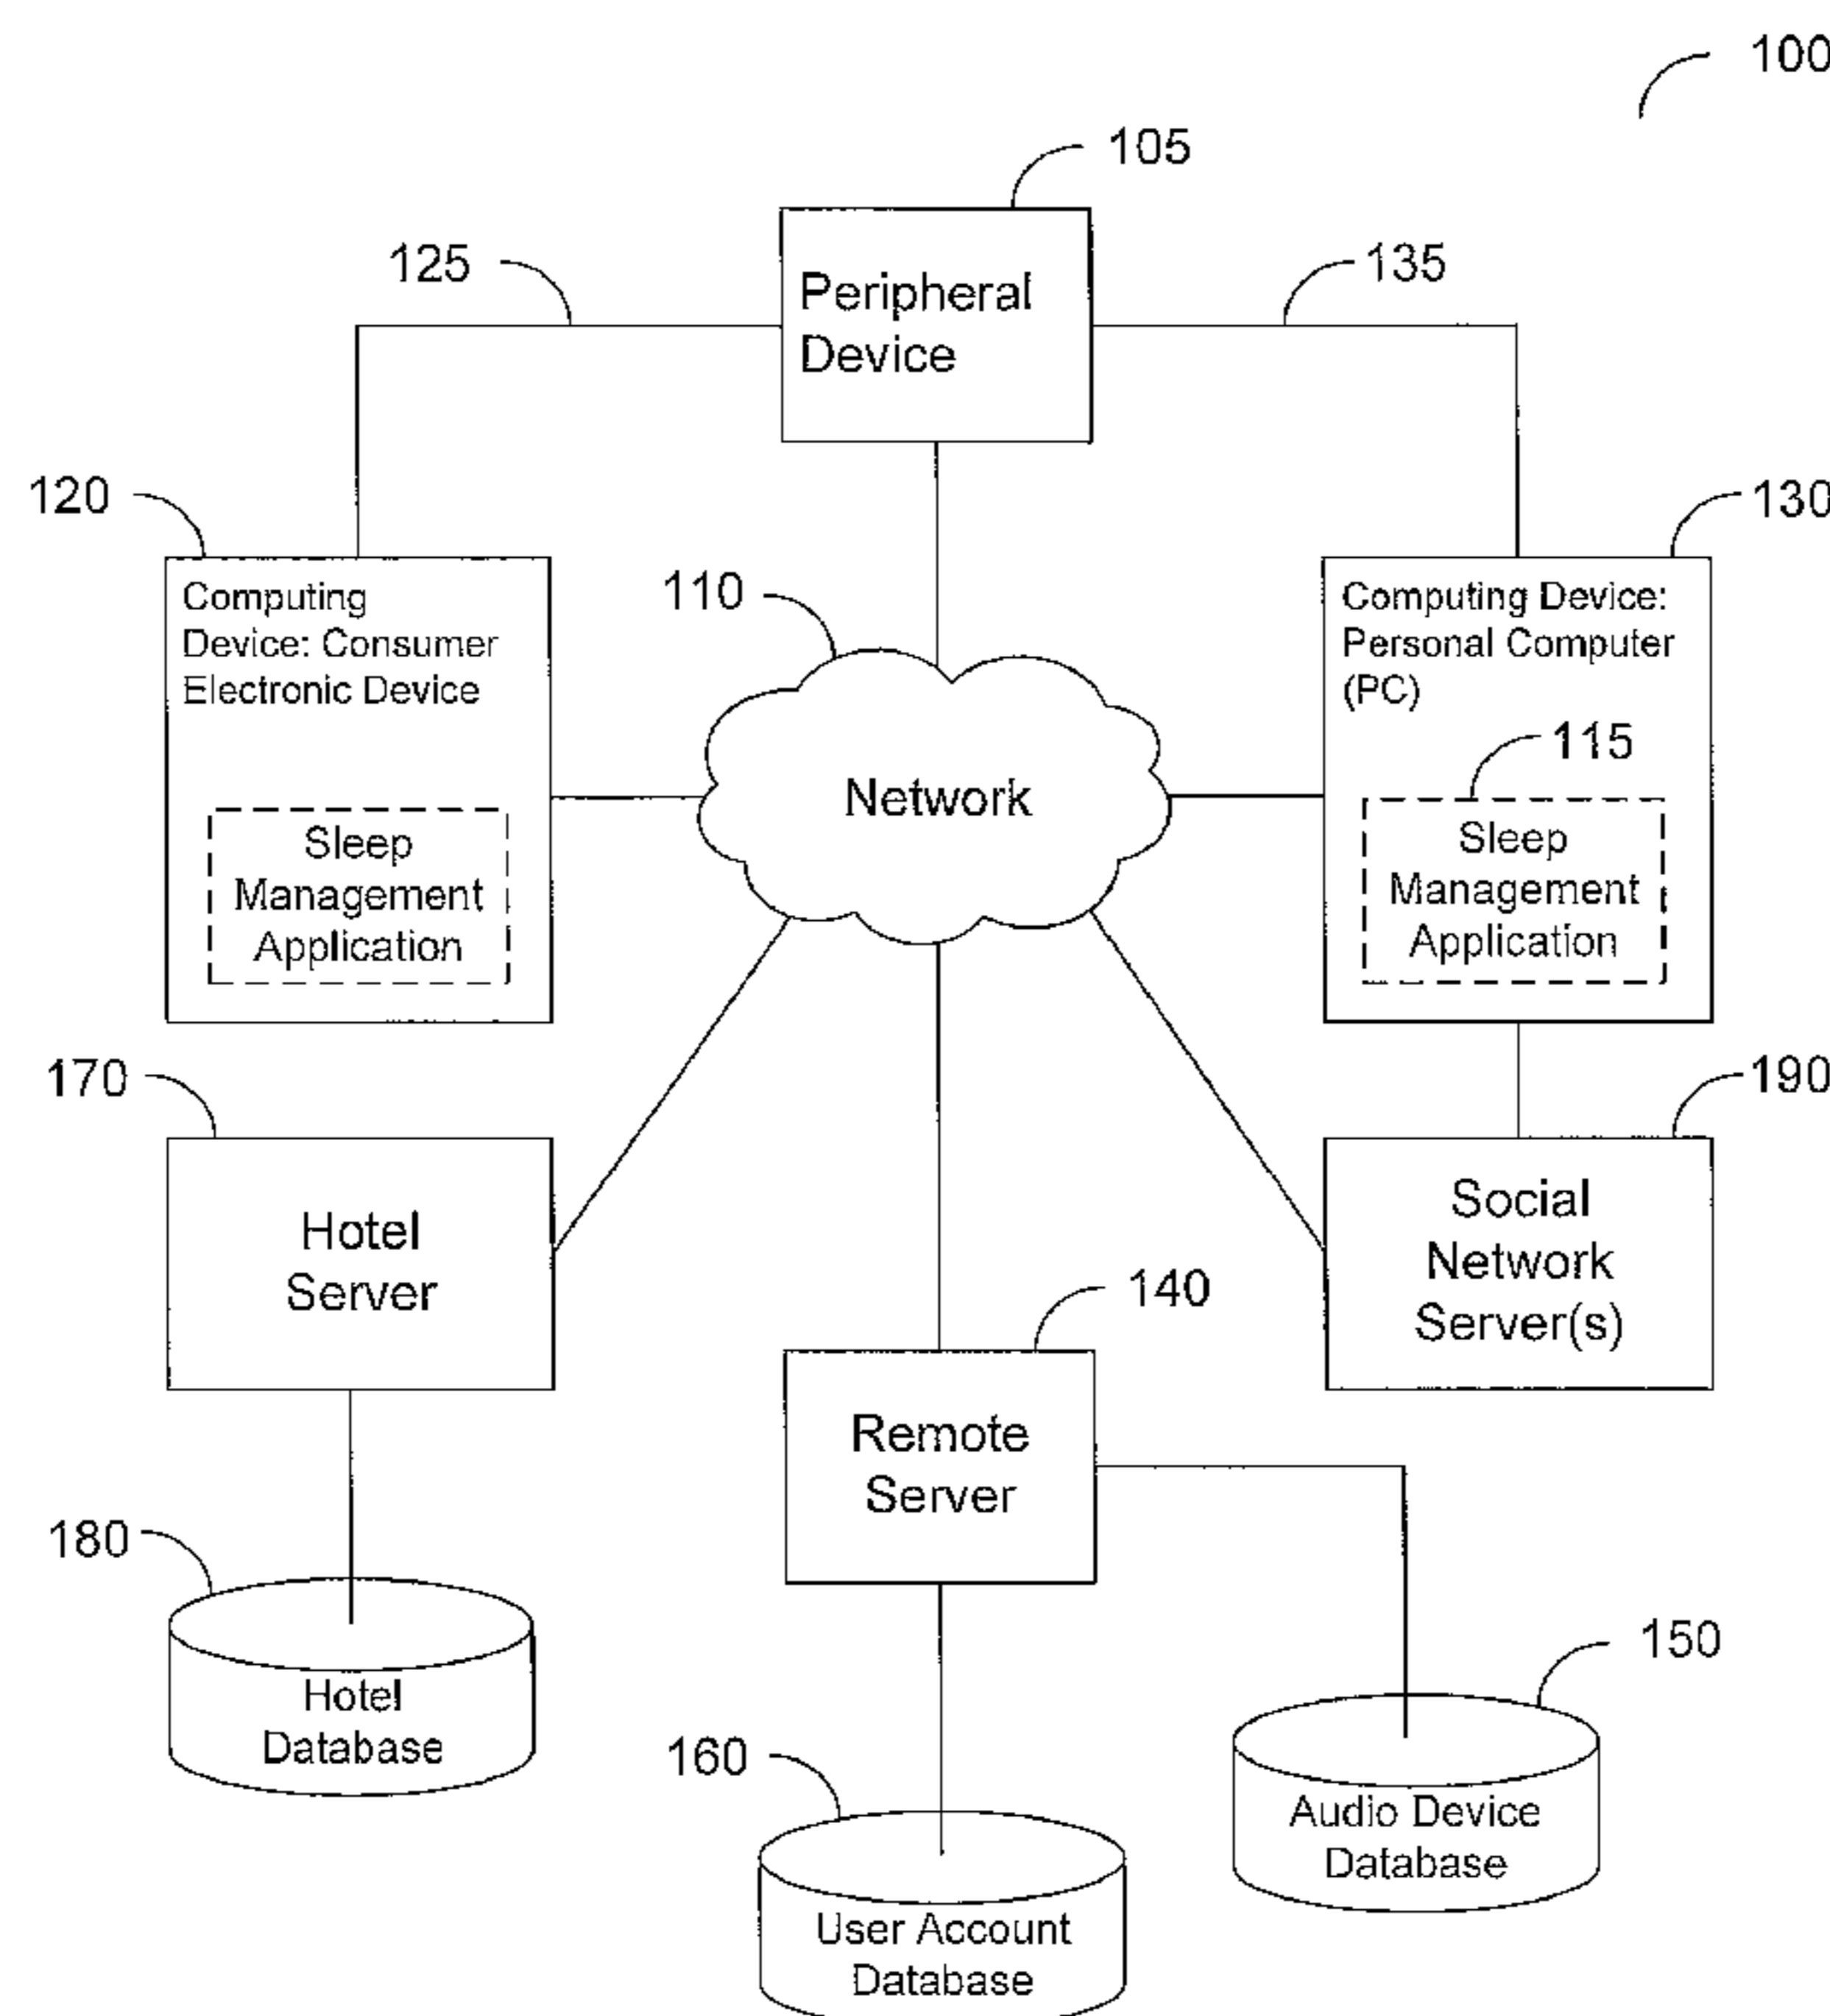 100
105
Peripheral
Device
125
135
120
130
Computing
Device: Consumer
Electronic Device
110
Computing Device:
Personal Computer
(PC)
115
Network
Sleep
Management
Application
Sleep
Management
Application
170
190
Hotel
Server
Social
Network
Server(s)
140
Remote
Server
180
Hotel
Database
150
160
Audio Device
Database
User Account
Database